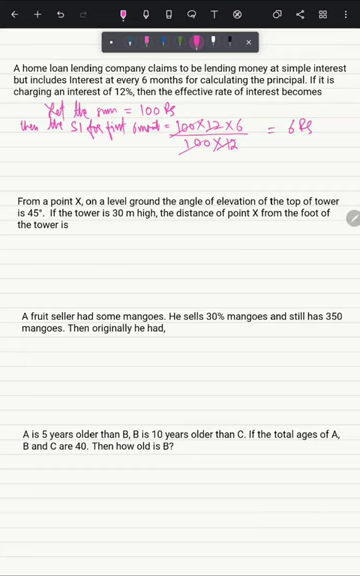 A home loan lending company claims to be lending money at simple interest
but includes Interest at every 6 months for calculating the principal. If it is
charging an interest of 12%, then the effective rate of interest becomes
Let the sum = 100 Rs
then the SI for first 6 month = 100×12×6 / 100×12 = 6 Rs
From a point X, on a level ground the angle of elevation of the top of tower
is 45°. If the tower is 30 m high, the distance of point X from the foot of
the tower is
A fruit seller had some mangoes. He sells 30% mangoes and still has 350
mangoes. Then originally he had,
A is 5 years older than B, B is 10 years older than C. If the total ages of A,
B and C are 40. Then how old is B?